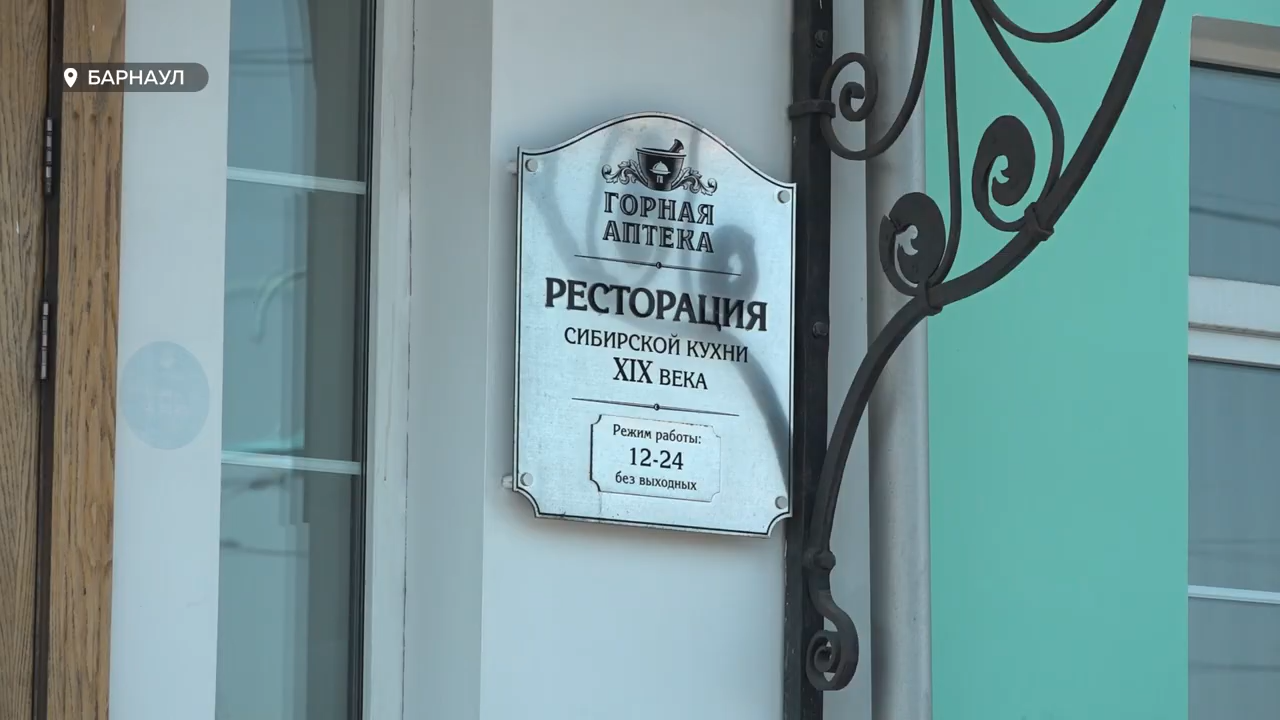 БАРНАУЛ
ГОРНАЯ
АПТЕКА
РЕСТОРАЦИЯ
СИБИРСКОЙ КУХНИ
XIX ВЕКА
Режим работы:
12-24
без выходных